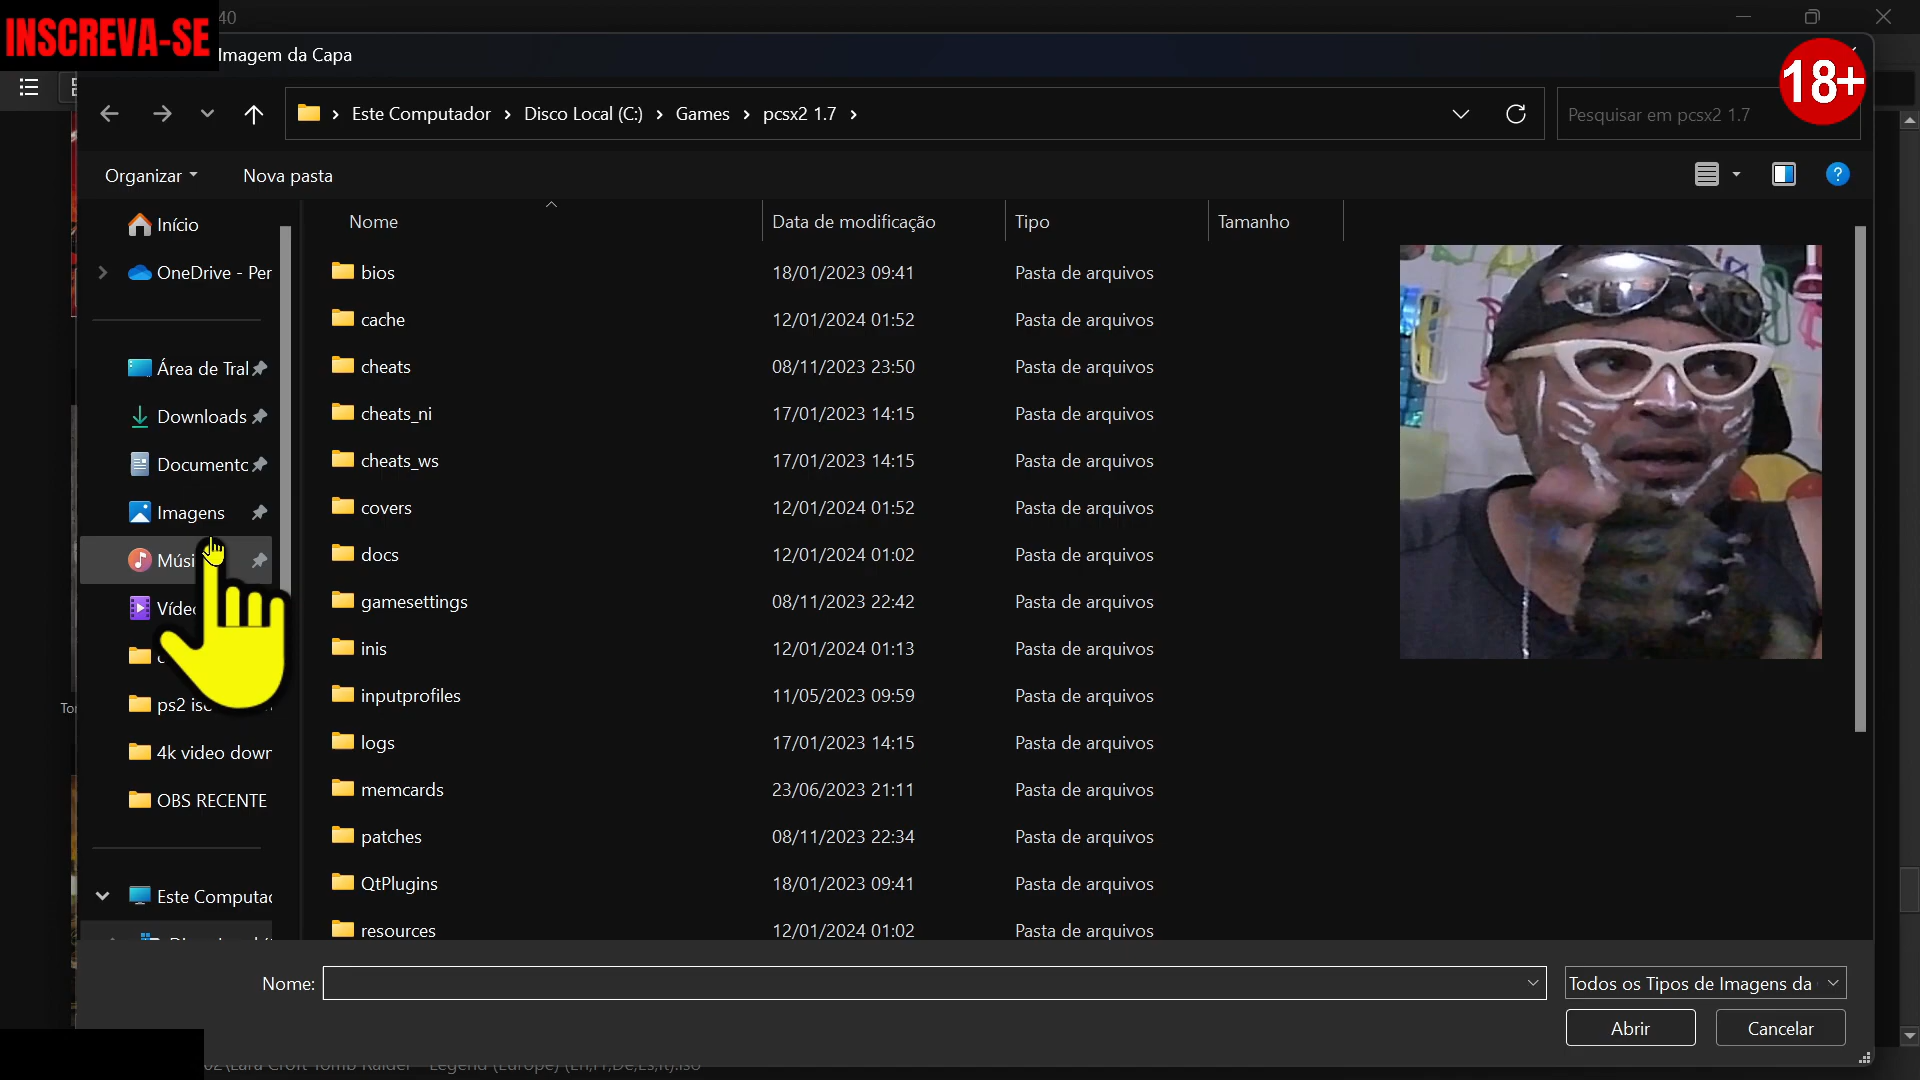 INSCREVA-SE
40
Imagem da Capa
18+
Este Computador
Disco Local (C:)
Games
pcsx2 1.7
Pesquisar em pcsx2 1.7
Organizar
Nova pasta
Início
OneDrive - Per
Área de Tral
Downloads
Documentc
Imagens
Músi
Víde
ps2 is
4k video dowr
OBS RECENTE
Este Computac
Nome Data de modificação Tipo Tamanho
bios 18/01/2023 09:41 Pasta de arquivos
cache 12/01/2024 01:52 Pasta de arquivos
cheats 08/11/2023 23:50 Pasta de arquivos
cheats_ni 17/01/2023 14:15 Pasta de arquivos
cheats_ws 17/01/2023 14:15 Pasta de arquivos
covers 12/01/2024 01:52 Pasta de arquivos
docs 12/01/2024 01:02 Pasta de arquivos
gamesettings 08/11/2023 22:42 Pasta de arquivos
inis 12/01/2024 01:13 Pasta de arquivos
inputprofiles 11/05/2023 09:59 Pasta de arquivos
logs 17/01/2023 14:15 Pasta de arquivos
memcards 23/06/2023 21:11 Pasta de arquivos
patches 08/11/2023 22:34 Pasta de arquivos
QtPlugins 18/01/2023 09:41 Pasta de arquivos
resources 12/01/2024 01:02 Pasta de arquivos
Nome:
Todos os Tipos de Imagens da
Abrir
Cancelar